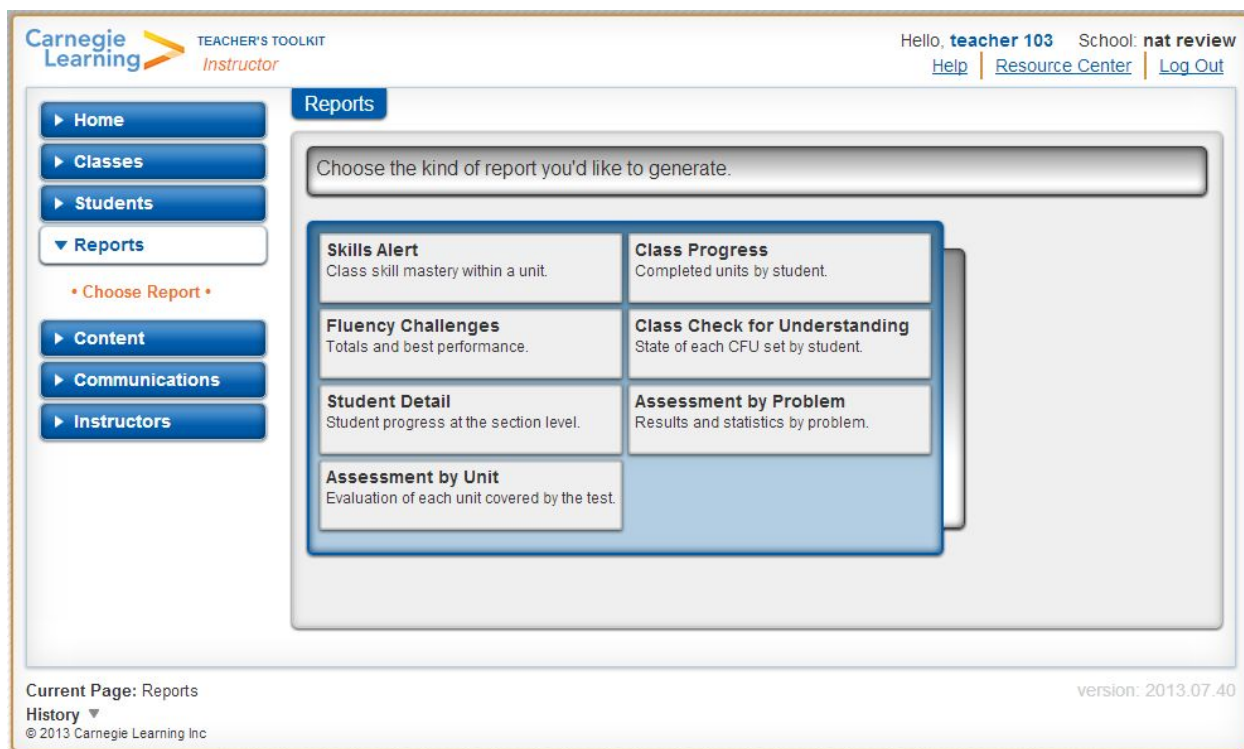 Carnegie Learning
TEACHER'S TOOLKIT
Instructor
Hello, teacher 103 School: nat review
Help Resource Center Log Out
Home
Classes
Students
Reports
• Choose Report •
Content
Communications
Instructors
Reports
Choose the kind of report you'd like to generate.
Skills Alert
Class skill mastery within a unit.
Class Progress
Completed units by student.
Fluency Challenges
Totals and best performance.
Class Check for Understanding
State of each CFU set by student.
Student Detail
Student progress at the section level.
Assessment by Problem
Results and statistics by problem.
Assessment by Unit
Evaluation of each unit covered by the test.
Current Page: Reports
version: 2013.07.40
History
© 2013 Carnegie Learning Inc